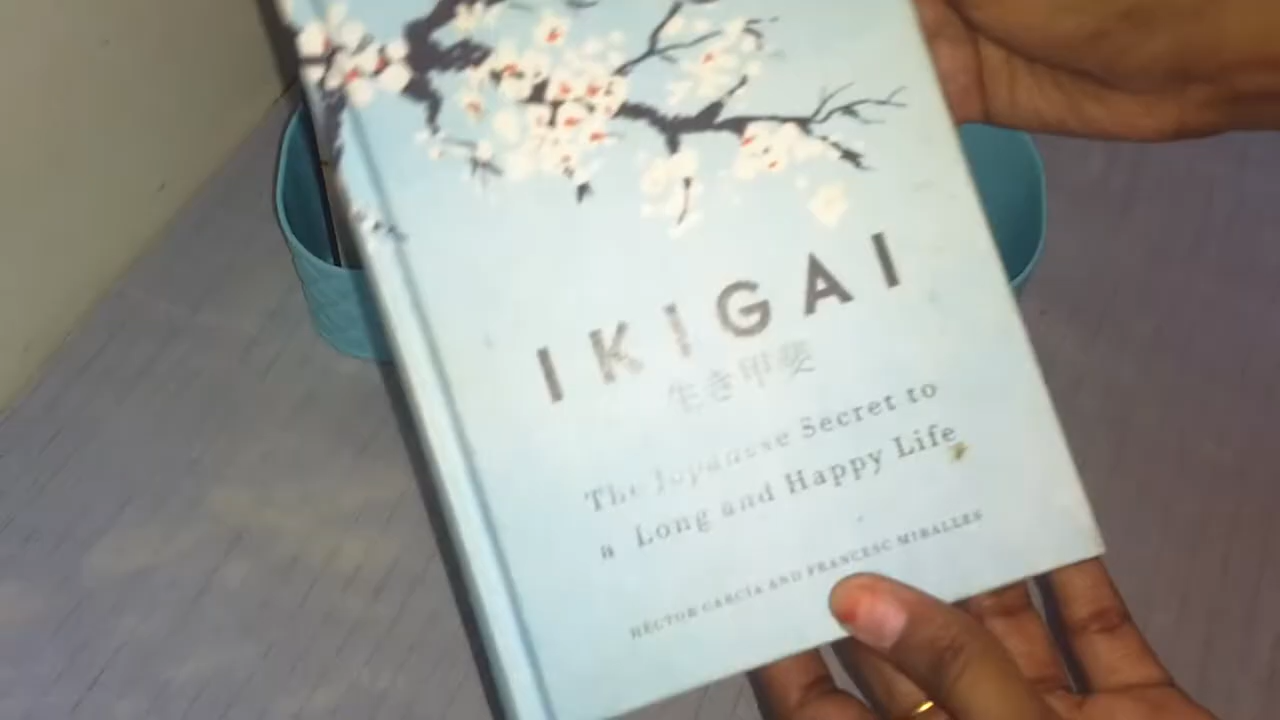 IKIGAI
生き甲斐
The Japanese Secret to
a Long and Happy Life
HÉCTOR GARCÍA AND FRANCESC MIRALLES